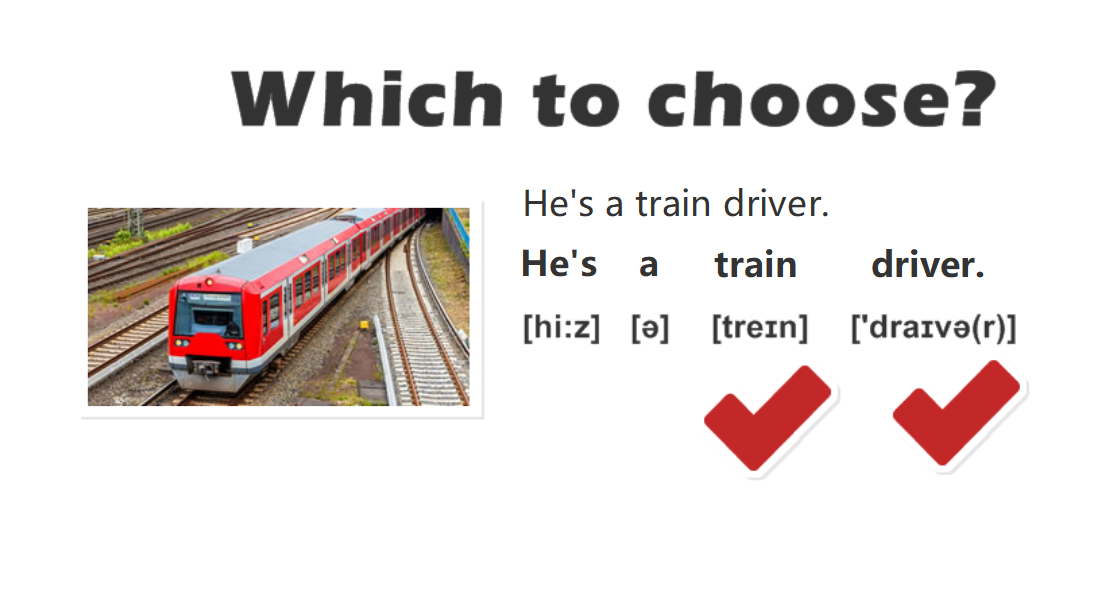 Which to choose?
He's a train driver.
He's a train driver.
[hi:z] [ə] [treɪn] ['draɪvə(r)]